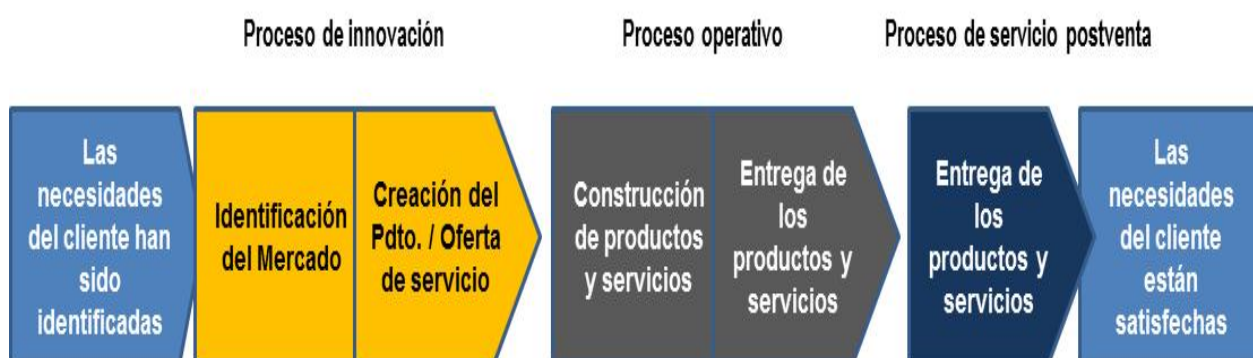 Proceso de innovación
Proceso operativo
Proceso de servicio postventa
Las
necesidades
del cliente han
sido
identificadas
Identificación
del Mercado
Creación del
Pdto. / Oferta
de servicio
Construcción
de productos
y servicios
Entrega de
los
productos y
servicios
Entrega de
los
productos y
servicios
Las
necesidades
del cliente
están
satisfechas